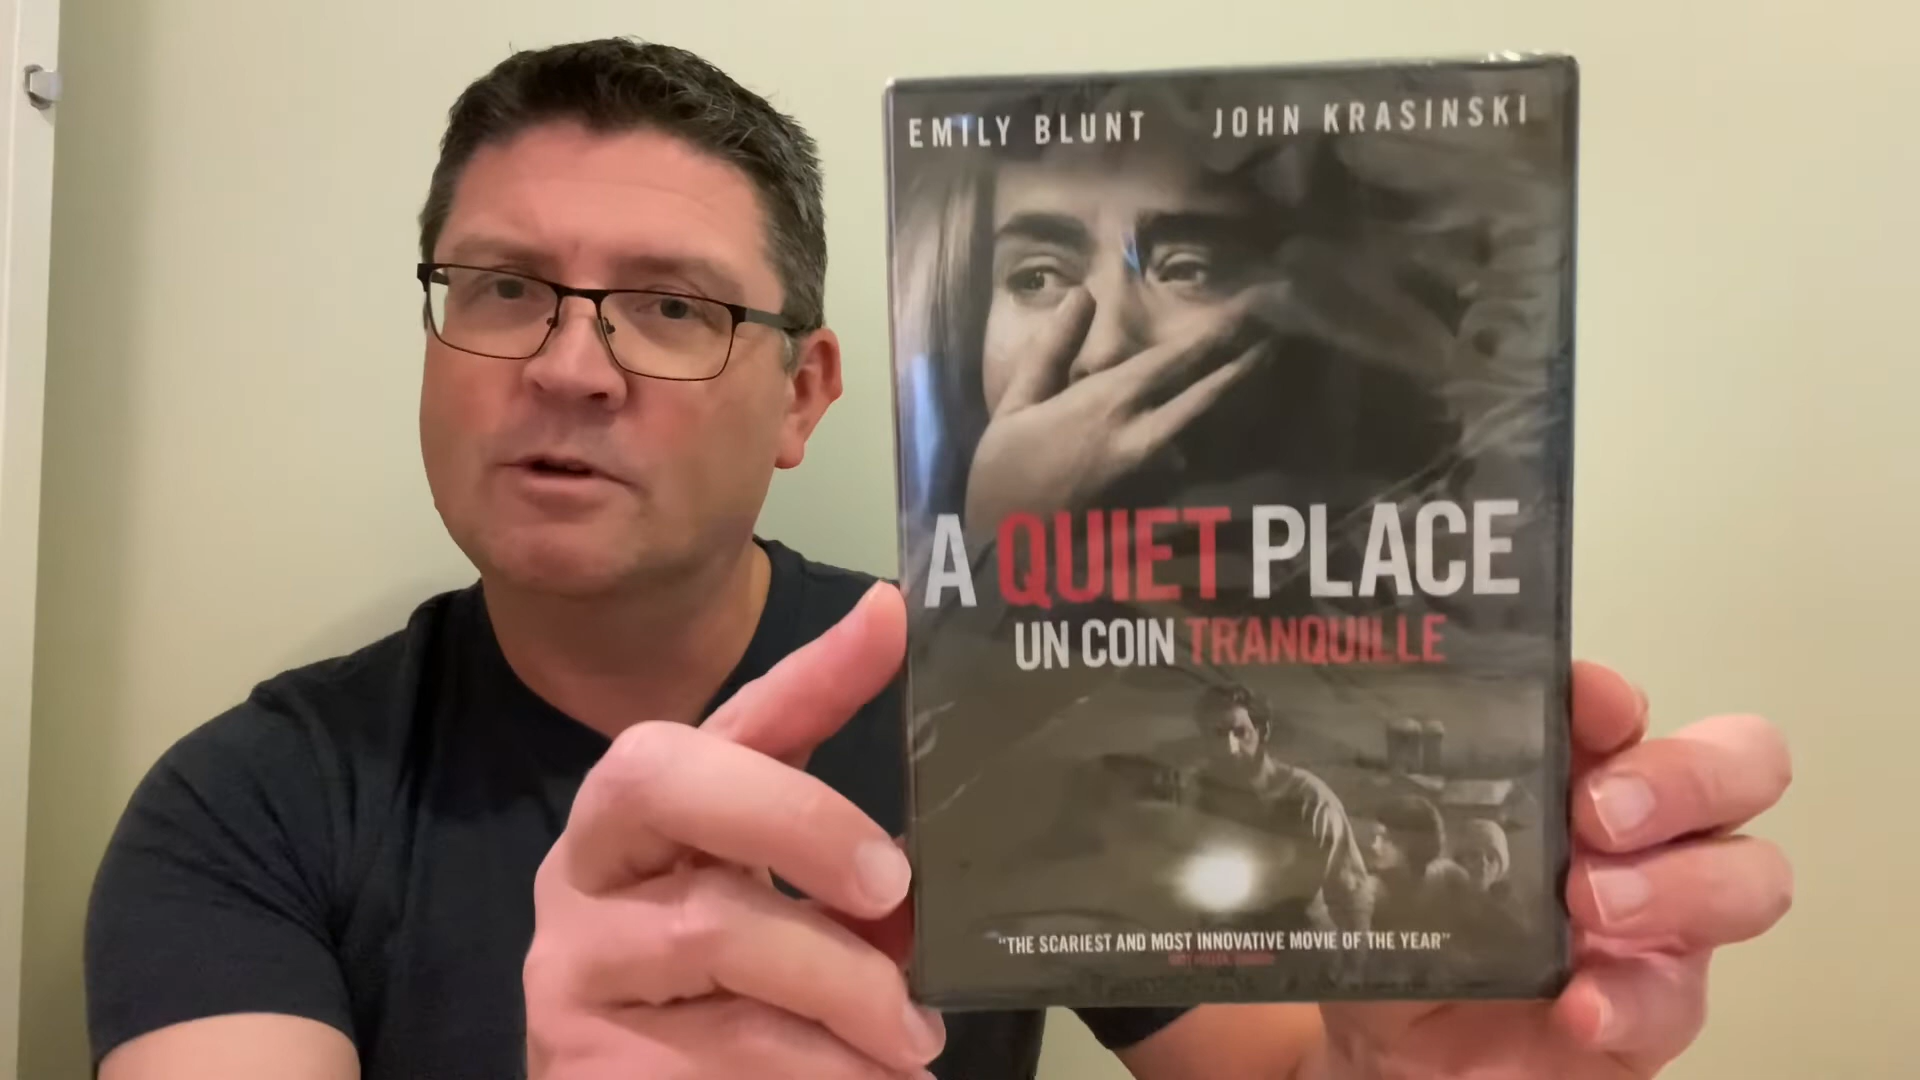 EMILY BLUNT JOHN KRASINSKI
A QUIET PLACE
UN COIN TRANQUILLE
"THE SCARIEST AND MOST INNOVATIVE MOVIE OF THE YEAR"